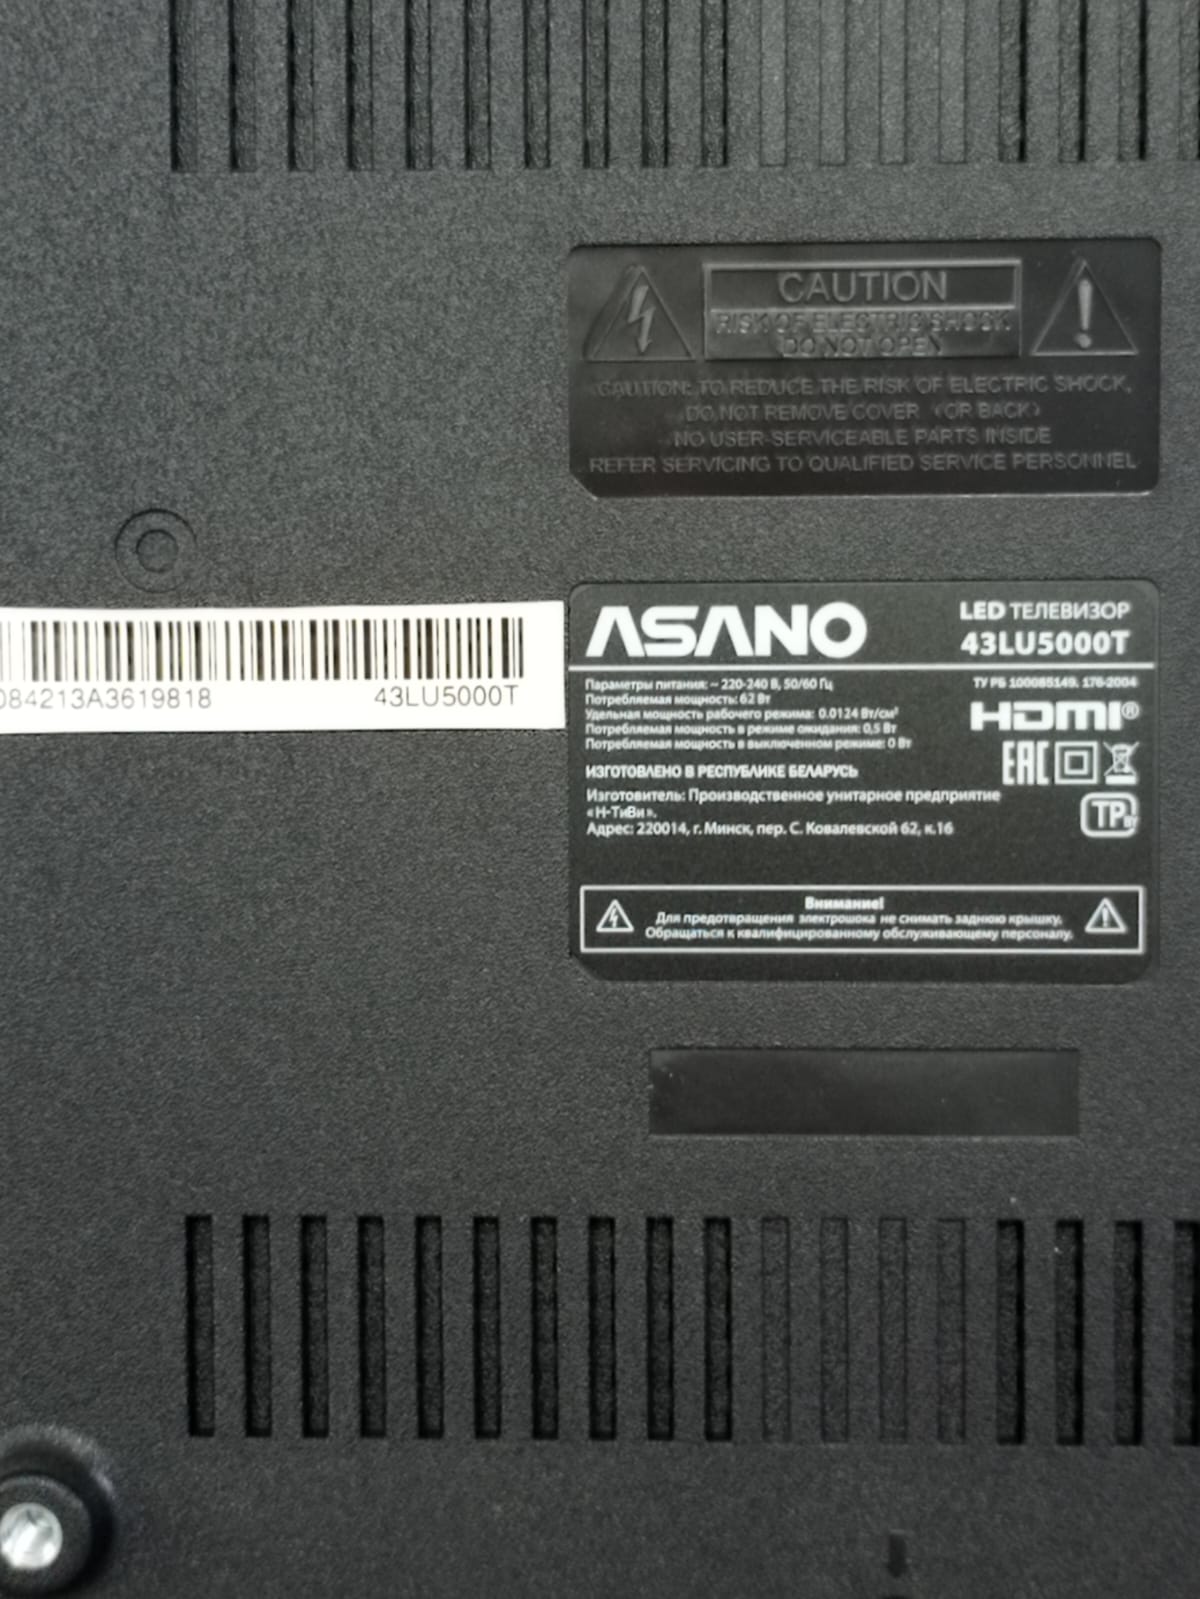 CAUTION
RISK OF ELECTRIC SHOCK
DO NOT OPEN
CAUTION: TO REDUCE THE RISK OF ELECTRIC SHOCK,
DO NOT REMOVE COVER (OR BACK)
NO USER-SERVICEABLE PARTS INSIDE
REFER SERVICING TO QUALIFIED SERVICE PERSONNEL
084213A3619818 43LU5000T
ASANO
LED ТЕЛЕВИЗОР
43LU5000T
Параметры питания: ~ 220-240 В, 50/60 Гц
Потребляемая мощность: 62 Вт
Удельная мощность рабочего режима: 0.0124 Вт/см²
Потребляемая мощность в режиме ожидания: 0,5 Вт
Потребляемая мощность в выключенном режиме: 0 Вт
ТУ РБ 100085149. 176-2004
HDMI®
EAC
ИЗГОТОВЛЕНО В РЕСПУБЛИКЕ БЕЛАРУСЬ
Изготовитель: Производственное унитарное предприятие
«Н-ТиВи».
Адрес: 220014, г. Минск, пер. С. Ковалевской 62, к.16
TP BY
Внимание!
Для предотвращения электрошока не снимать заднюю крышку.
Обращаться к квалифицированному обслуживающему персоналу.